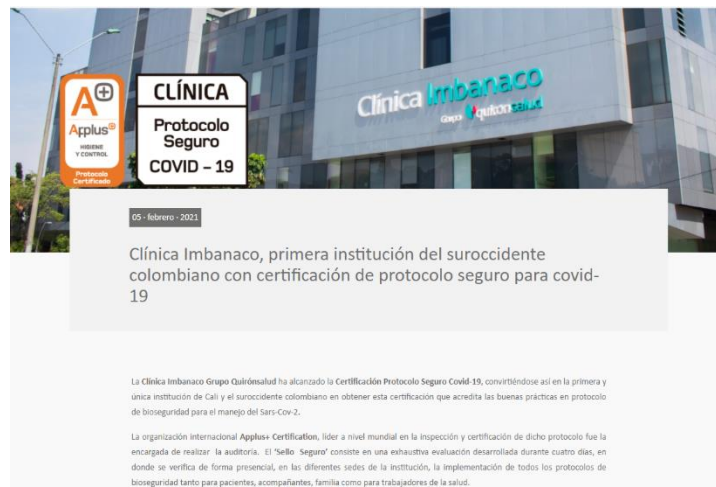 Clínica Imbanaco
Grupo quirónsalud
A+
Applus+
HIGIENE
Y CONTROL
Protocolo
Certificado
CLÍNICA
Protocolo
Seguro
COVID – 19
05 - febrero - 2021
Clínica Imbanaco, primera institución del suroccidente
colombiano con certificación de protocolo seguro para covid-
19
La Clínica Imbanaco Grupo Quirónsalud ha alcanzado la Certificación Protocolo Seguro Covid-19, convirtiéndose así en la primera y
única institución de Cali y el suroccidente colombiano en obtener esta certificación que acredita las buenas prácticas en protocolo
de bioseguridad para el manejo del Sars-Cov-2.
La organización internacional Applus+ Certification, líder a nivel mundial en la inspección y certificación de dicho protocolo fue la
encargada de realizar la auditoría. El 'Sello Seguro' consiste en una exhaustiva evaluación desarrollada durante cuatro días, en
donde se verifica de forma presencial, en las diferentes sedes de la institución, la implementación de todos los protocolos de
bioseguridad tanto para pacientes, acompañantes, familia como para trabajadores de la salud.